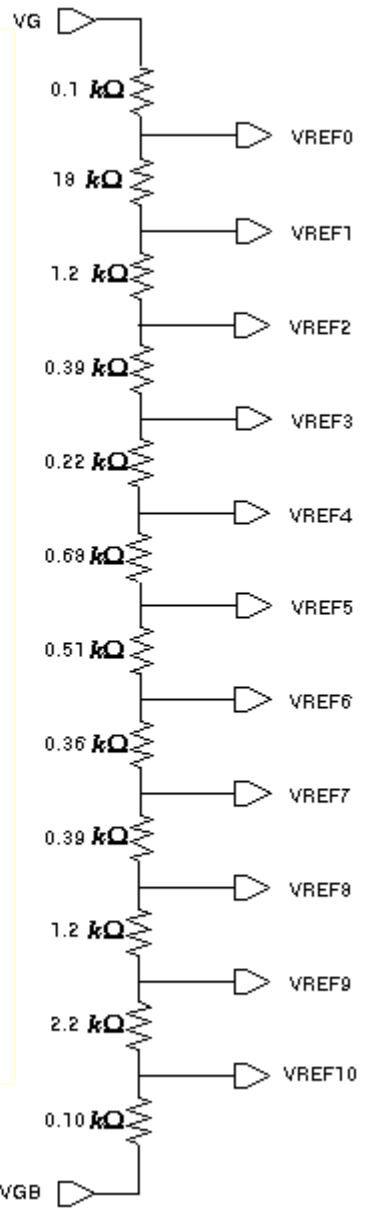 VG
0.1 kΩ
VREF0
18 kΩ
VREF1
1.2 kΩ
VREF2
0.39 kΩ
VREF3
0.22 kΩ
VREF4
0.68 kΩ
VREF5
0.51 kΩ
VREF6
0.36 kΩ
VREF7
0.39 kΩ
VREF8
1.2 kΩ
VREF9
2.2 kΩ
VREF10
0.10 kΩ
VGB